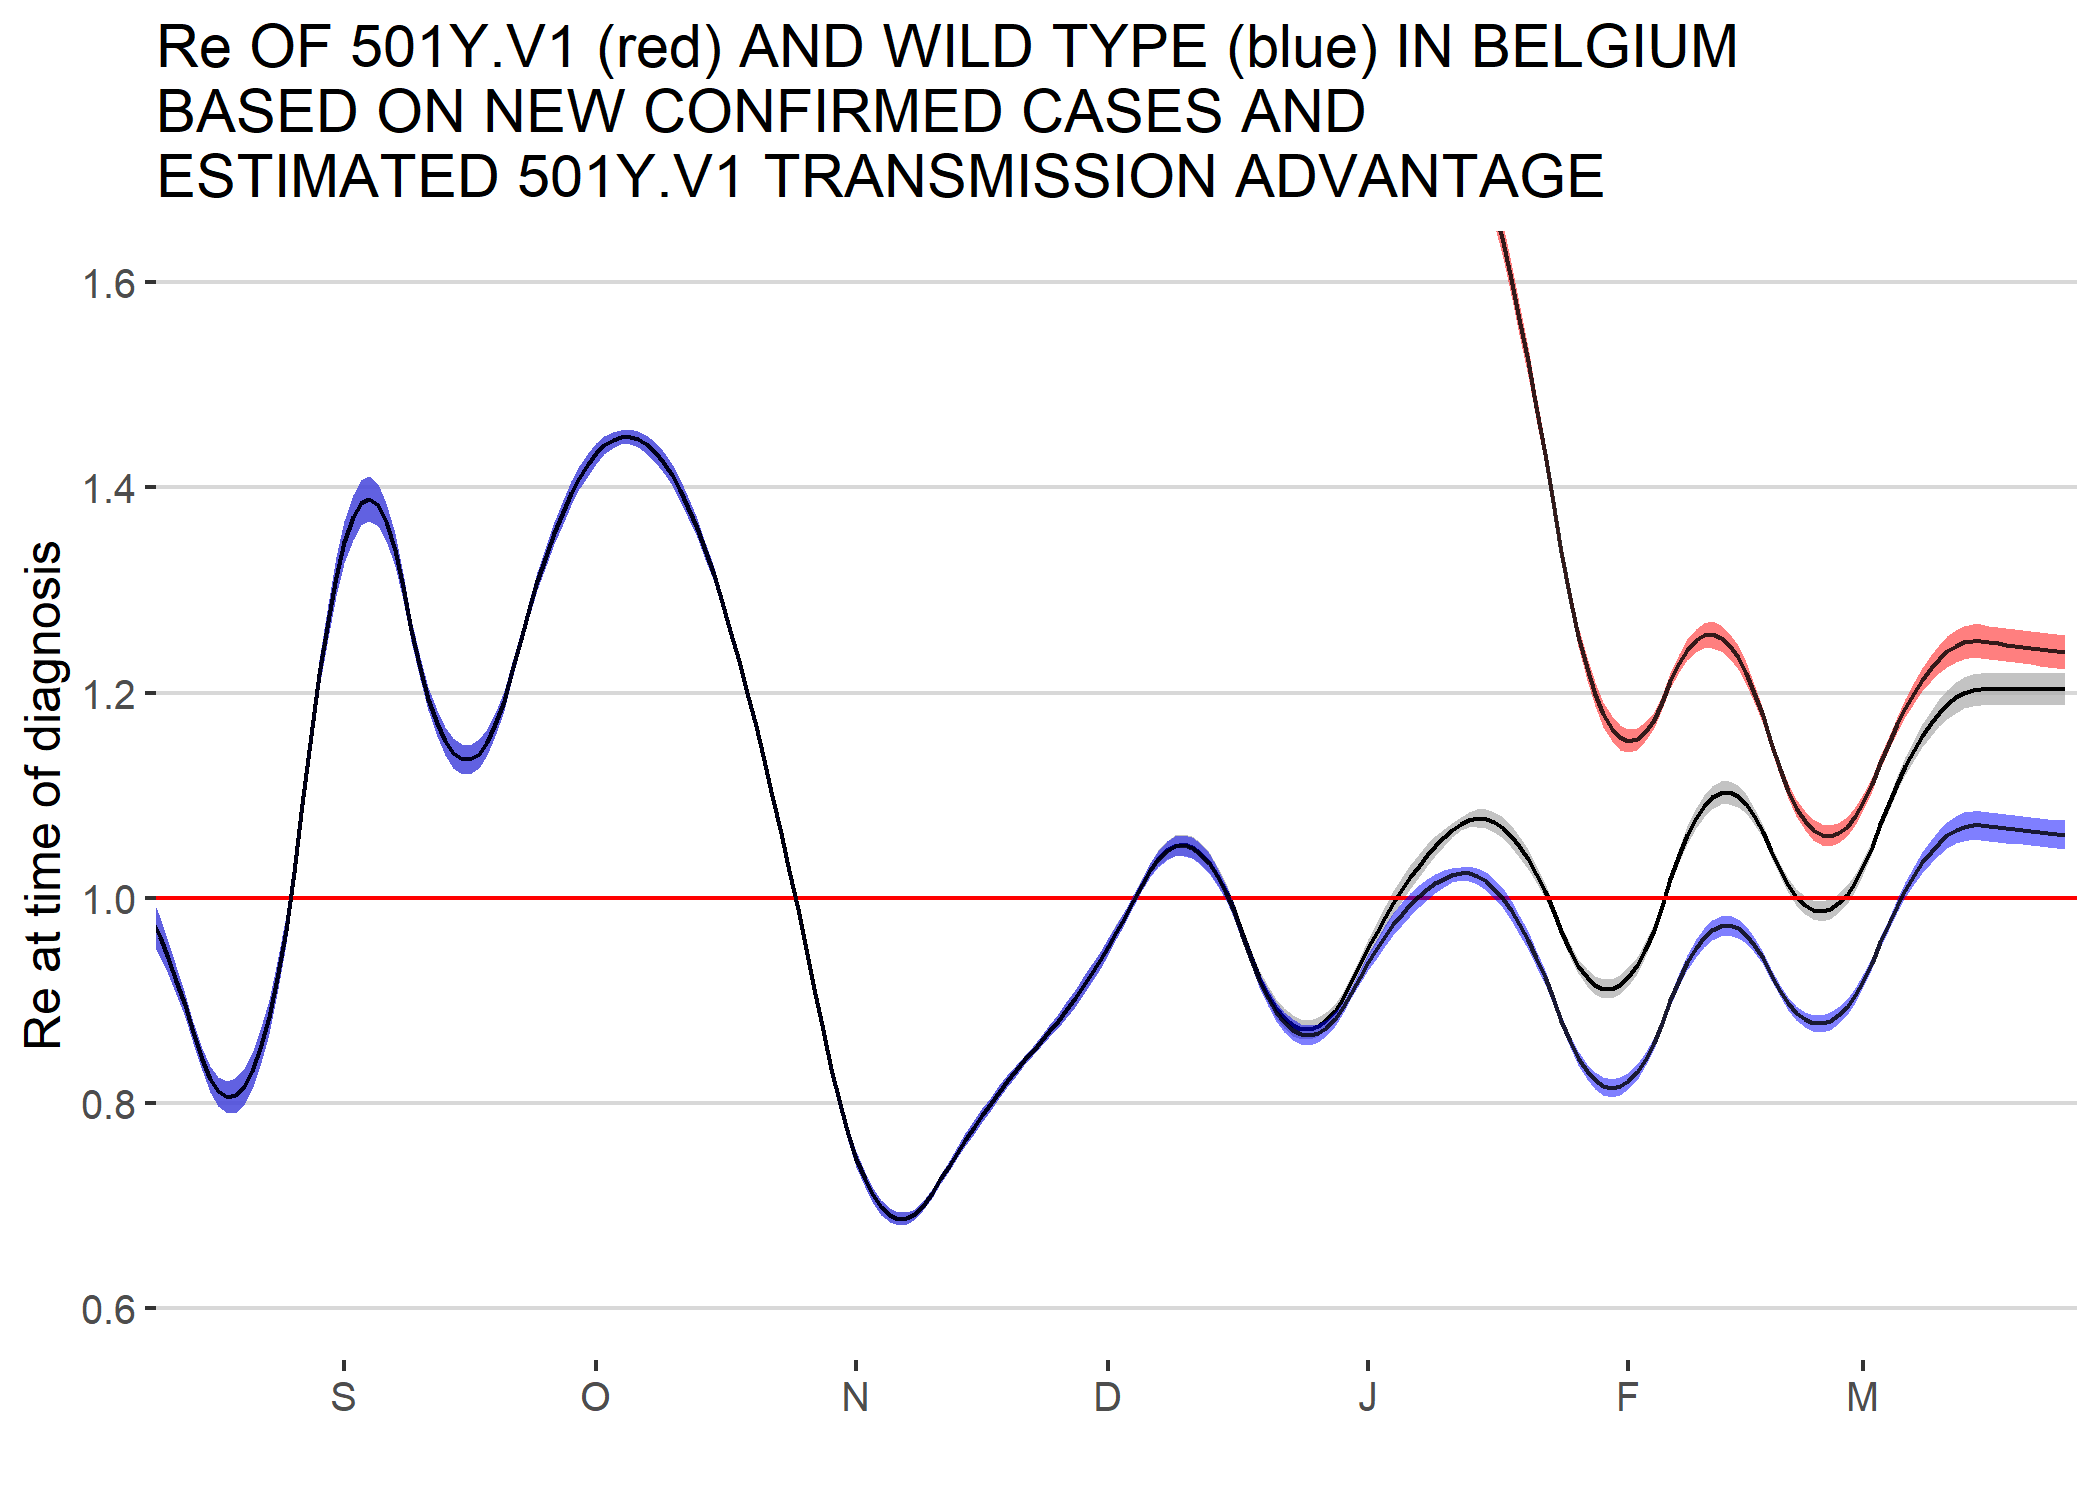 Re OF 501Y.V1 (red) AND WILD TYPE (blue) IN BELGIUM
BASED ON NEW CONFIRMED CASES AND
ESTIMATED 501Y.V1 TRANSMISSION ADVANTAGE
Re at time of diagnosis
1.6
1.4
1.2
1.0
0.8
0.6
S O N D J F M